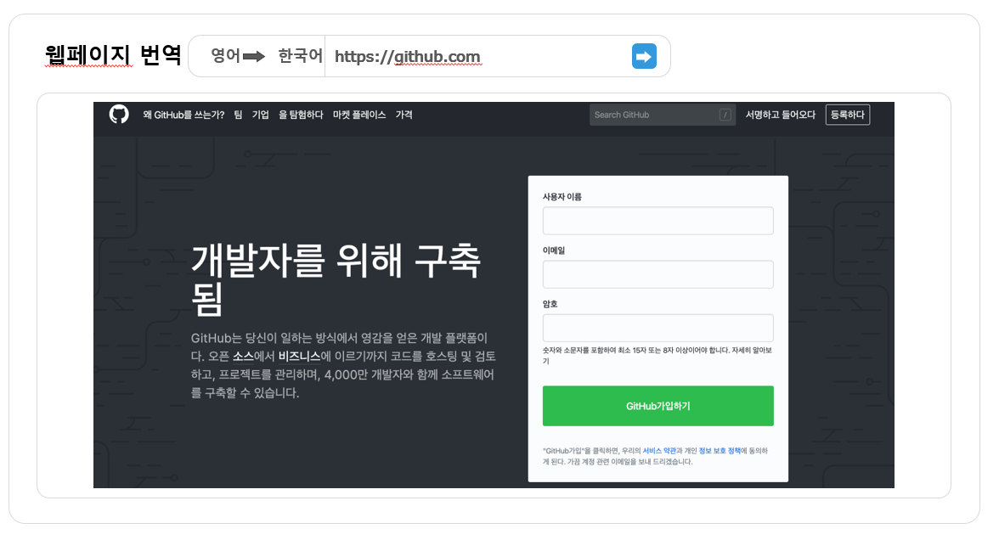 웹페이지 번역 영어 한국어 https://github.com
왜 GitHub를 쓰는가? 팀 기업 을 탐험하다 마켓 플레이스 가격 Search GitHub / 서명하고 들어오다 등록하다
개발자를 위해 구축
됨
GitHub는 당신이 일하는 방식에서 영감을 얻은 개발 플랫폼이
다. 오픈 소스에서 비즈니스에 이르기까지 코드를 호스팅 및 검토
하고, 프로젝트를 관리하며, 4,000만 개발자와 함께 소프트웨어
를 구축할 수 있습니다.
사용자 이름
이메일
암호
숫자와 소문자를 포함하여 최소 15자 또는 8자 이상이어야 합니다. 자세히 알아보
기
GitHub가입하기
"GitHub가입"을 클릭하면, 우리의 서비스 약관과 개인 정보 보호 정책에 동의하
게 된다. 가끔 계정 관련 이메일을 보내 드리겠습니다.